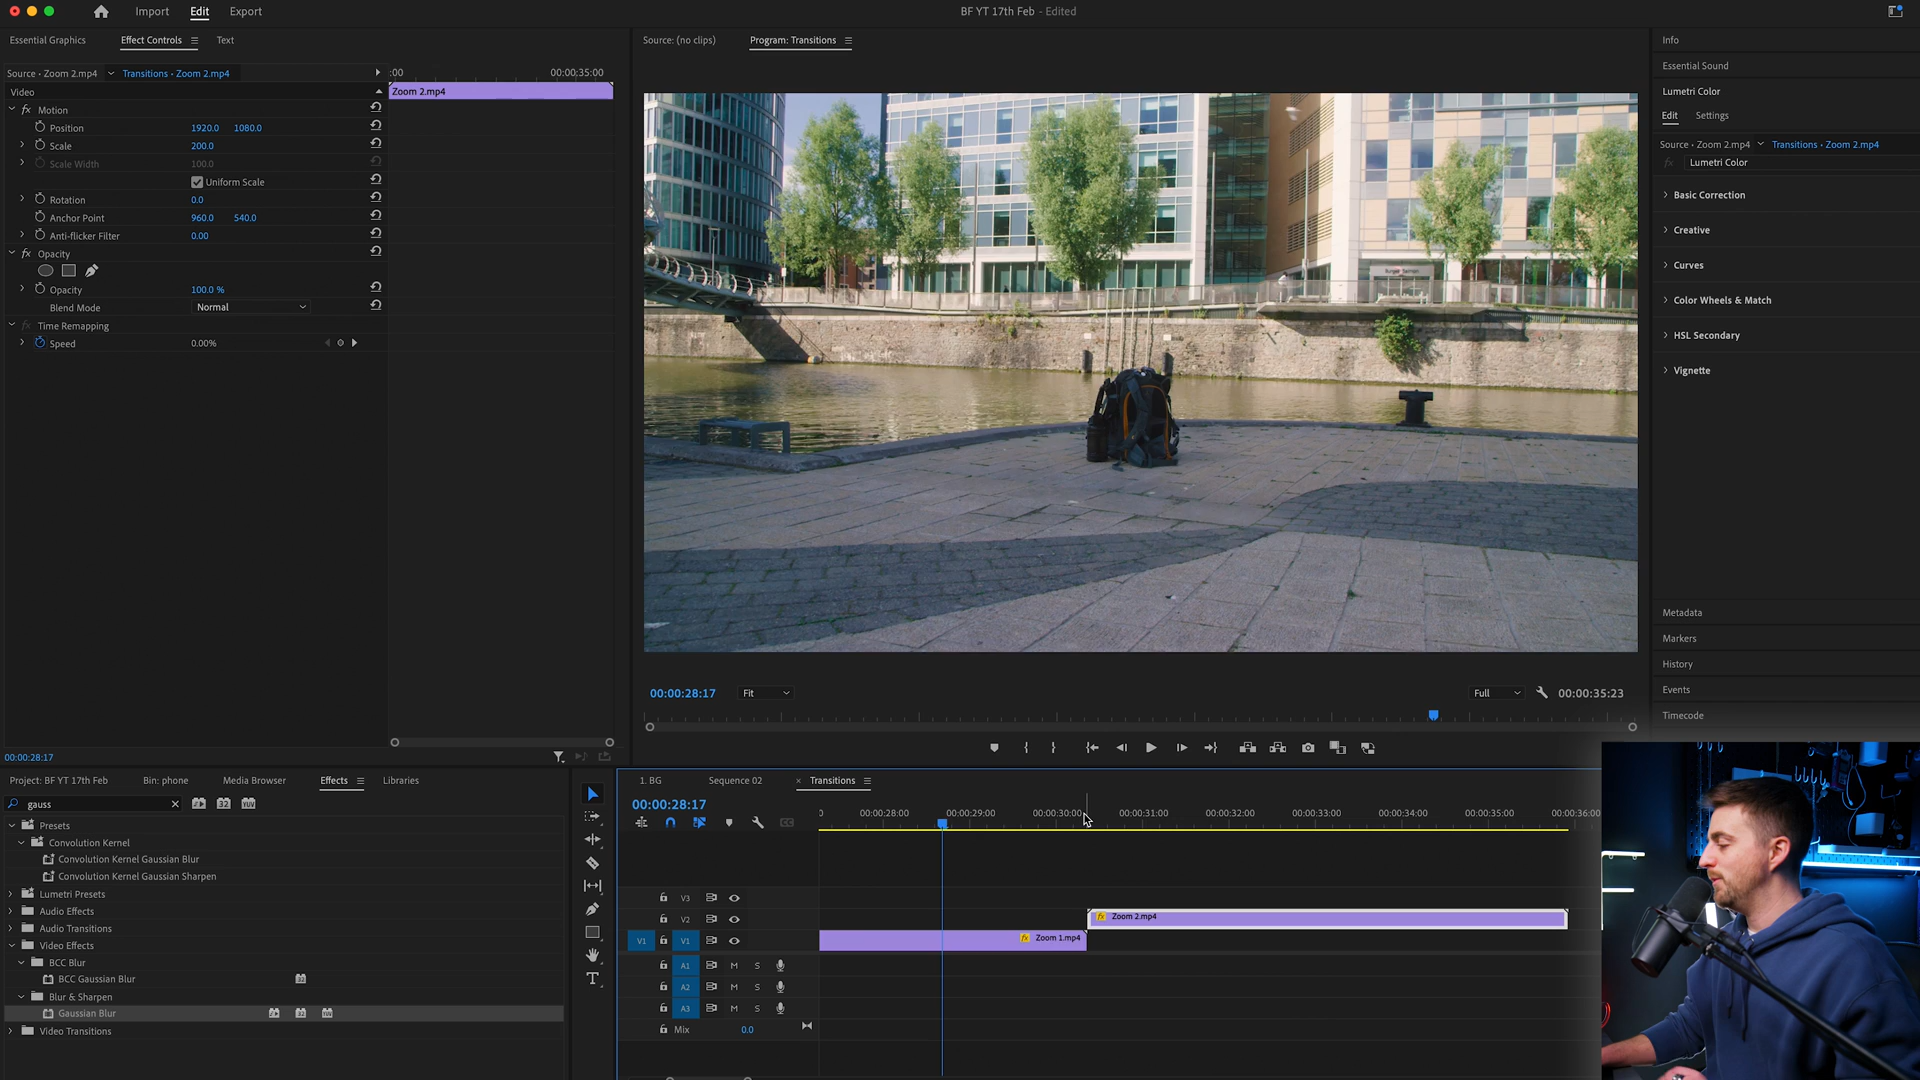 Import
Edit
Export
BF YT 17th Feb - Edited
Essential Graphics
Effect Controls
Text
Source: (no clips)
Program: Transitions
Info
Source • Zoom 2.mp4
Transitions • Zoom 2.mp4
:00
00:00:35:00
Essential Sound
Video
Zoom 2.mp4
Lumetri Color
fx Motion
Edit
Settings
Position 1920.0 1080.0
Scale 200.0
Source • Zoom 2.mp4
Transitions • Zoom 2.mp4
Scale Width 100.0
fx Lumetri Color
Uniform Scale
Rotation 0.0
Basic Correction
Anchor Point 960.0 540.0
Creative
Anti-flicker Filter 0.00
fx Opacity
Curves
Opacity 100.0 %
Color Wheels & Match
Blend Mode Normal
fx Time Remapping
HSL Secondary
Speed 0.00%
Vignette
Metadata
Markers
History
Events
Timecode
00:00:28:17
Fit
Full
00:00:35:23
00:00:28:17
Project: BF YT 17th Feb
Bin: phone
Media Browser
Effects
Libraries
1. BG
Sequence 02
× Transitions
gauss
32
YUV
00:00:28:17
0
00:00:28:00
00:00:29:00
00:00:30:00
00:00:31:00
00:00:32:00
00:00:33:00
00:00:34:00
00:00:35:00
00:00:36:00
Presets
Convolution Kernel
Convolution Kernel Gaussian Blur
Convolution Kernel Gaussian Sharpen
Lumetri Presets
Audio Effects
Audio Transitions
Video Effects
BCC Blur
BCC Gaussian Blur
Blur & Sharpen
Gaussian Blur
Video Transitions
V3
V2
fx Zoom 2.mp4
V1
V1
fx Zoom 1.mp4
A1 M S
A2 M S
A3 M S
Mix 0.0